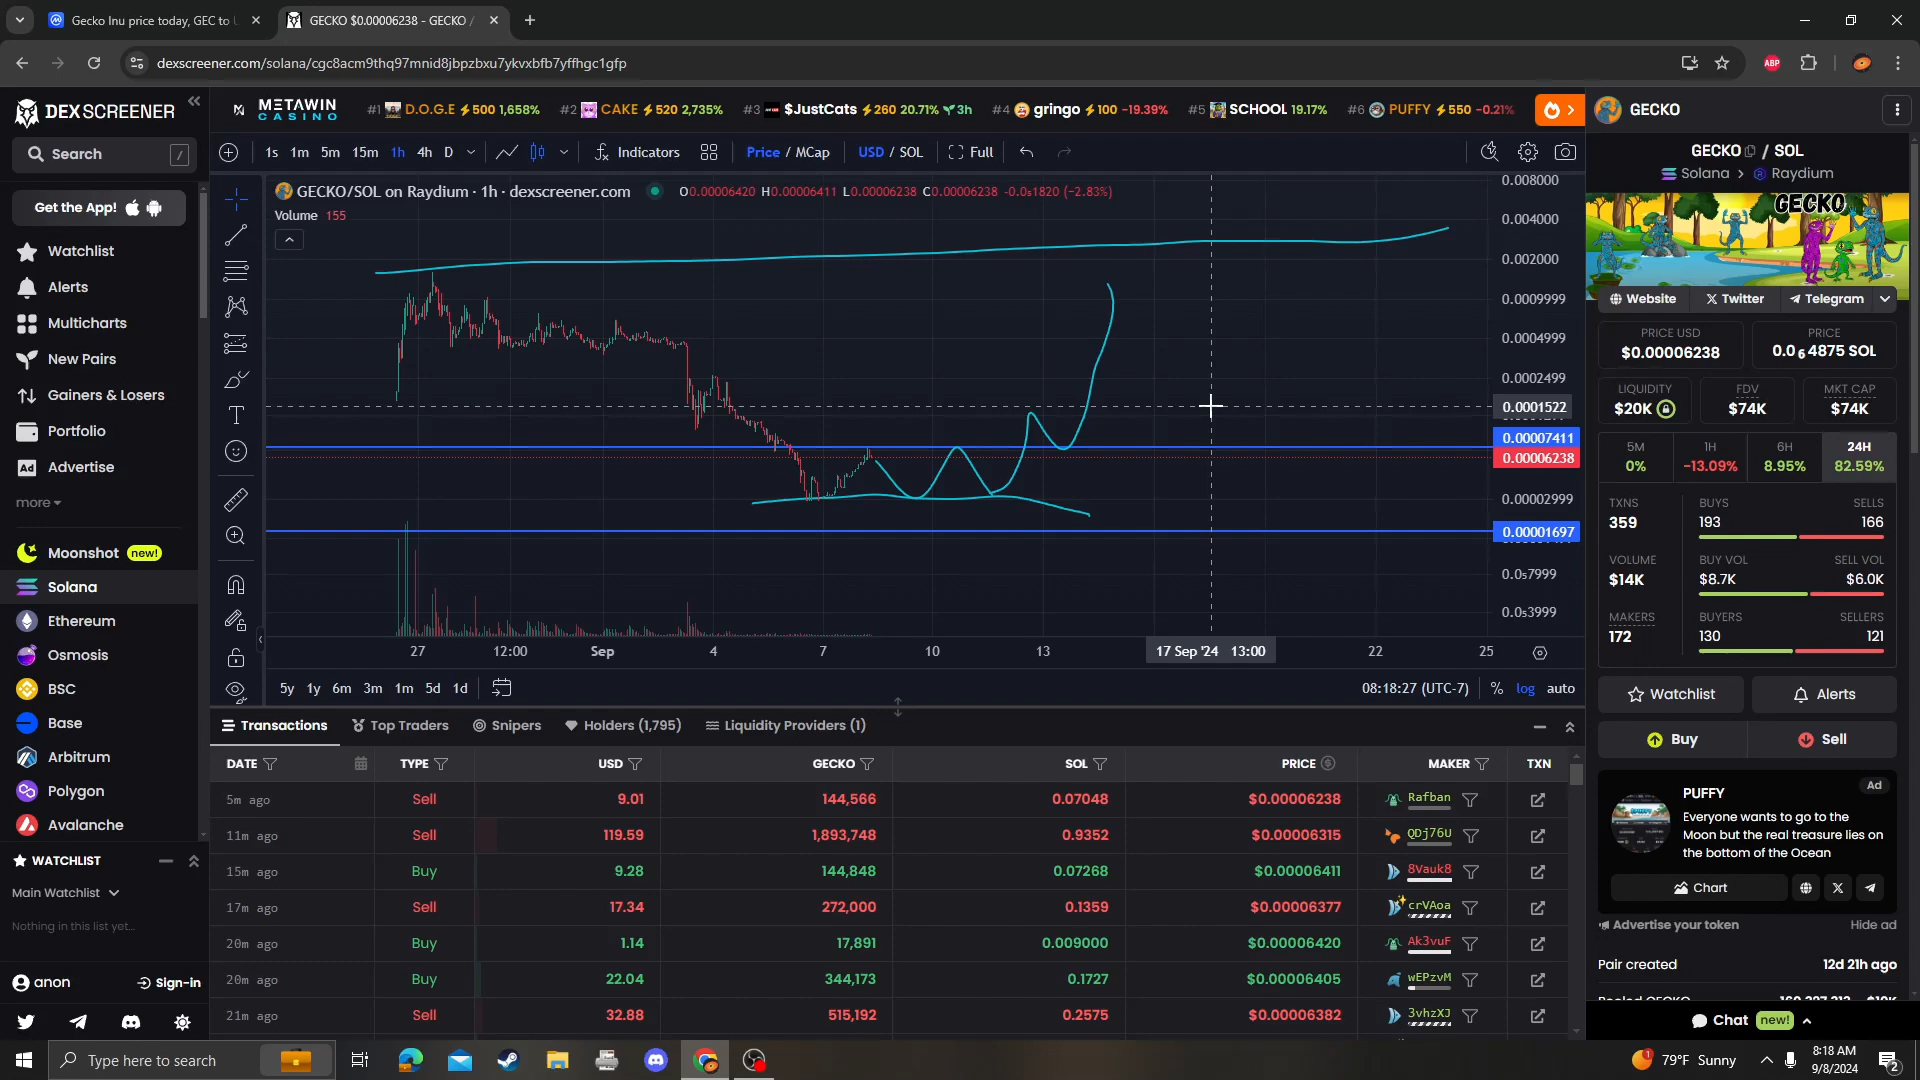 Gecko Inu price today, GEC to U
GECKO $0.00006238 - GECKO /
dexscreener.com/solana/cgc8acm9thq97mnid8jbpzbxu7ykvxbfb7yffhgc1gfp
ABP
DEXSCREENER
METAWIN CASINO
#1 D.O.G.E 500 1,658%
#2 CAKE 520 2,735%
#3 $JustCats 260 20.71% 3h
#4 gringo 100 -19.39%
#5 SCHOOL 19.17%
#6 PUFFY 550 -0.21%
GECKO
Search /
1s 1m 5m 15m 1h 4h D Indicators Price / MCap USD / SOL Full
Get the App!
Watchlist
Alerts
Multicharts
New Pairs
Gainers & Losers
Portfolio
Ad Advertise
more
Moonshot new!
Solana
Ethereum
Osmosis
BSC
Base
Arbitrum
Polygon
Avalanche
WATCHLIST
Main Watchlist
Nothing in this list yet...
anon Sign-in
GECKO/SOL on Raydium · 1h · dexscreener.com O0.00006420 H0.00006411 L0.00006238 C0.00006238 -0.0₅1820 (-2.83%)
Volume 155
0.008000
0.004000
0.002000
0.0009999
0.0004999
0.0002499
0.0001522
0.00007411
0.00006238
0.00002999
0.00001697
0.0₅7999
0.0₅3999
27 12:00 Sep 4 7 10 13 17 Sep '24 13:00 22 25
5y 1y 6m 3m 1m 5d 1d 08:18:27 (UTC-7) % log auto
Transactions Top Traders Snipers Holders (1,795) Liquidity Providers (1)
DATE TYPE USD GECKO SOL PRICE MAKER TXN
5m ago Sell 9.01 144,566 0.07048 $0.00006238 Rafban
11m ago Sell 119.59 1,893,748 0.9352 $0.00006315 QDj76U
15m ago Buy 9.28 144,848 0.07268 $0.00006411 8Vauk8
17m ago Sell 17.34 272,000 0.1359 $0.00006377 crVAoa
20m ago Buy 1.14 17,891 0.009000 $0.00006420 Ak3vuF
20m ago Buy 22.04 344,173 0.1727 $0.00006405 wEPzvM
21m ago Sell 32.88 515,192 0.2575 $0.00006382 3vhzXJ
GECKO / SOL
Solana > Raydium
GECKO
Website Twitter Telegram
PRICE USD
$0.00006238
PRICE
0.0₆4875 SOL
LIQUIDITY
$20K
FDV
$74K
MKT CAP
$74K
5M
0%
1H
-13.09%
6H
8.95%
24H
82.59%
TXNS
359
BUYS
193
SELLS
166
VOLUME
$14K
BUY VOL
$8.7K
SELL VOL
$6.0K
MAKERS
172
BUYERS
130
SELLERS
121
Watchlist Alerts
Buy Sell
PUFFY
Ad
Everyone wants to go to the
Moon but the real treasure lies on
the bottom of the Ocean
Chart
Advertise your token Hide ad
Pair created 12d 21h ago
Chat new!
Type here to search
79°F Sunny
8:18 AM
9/8/2024
2